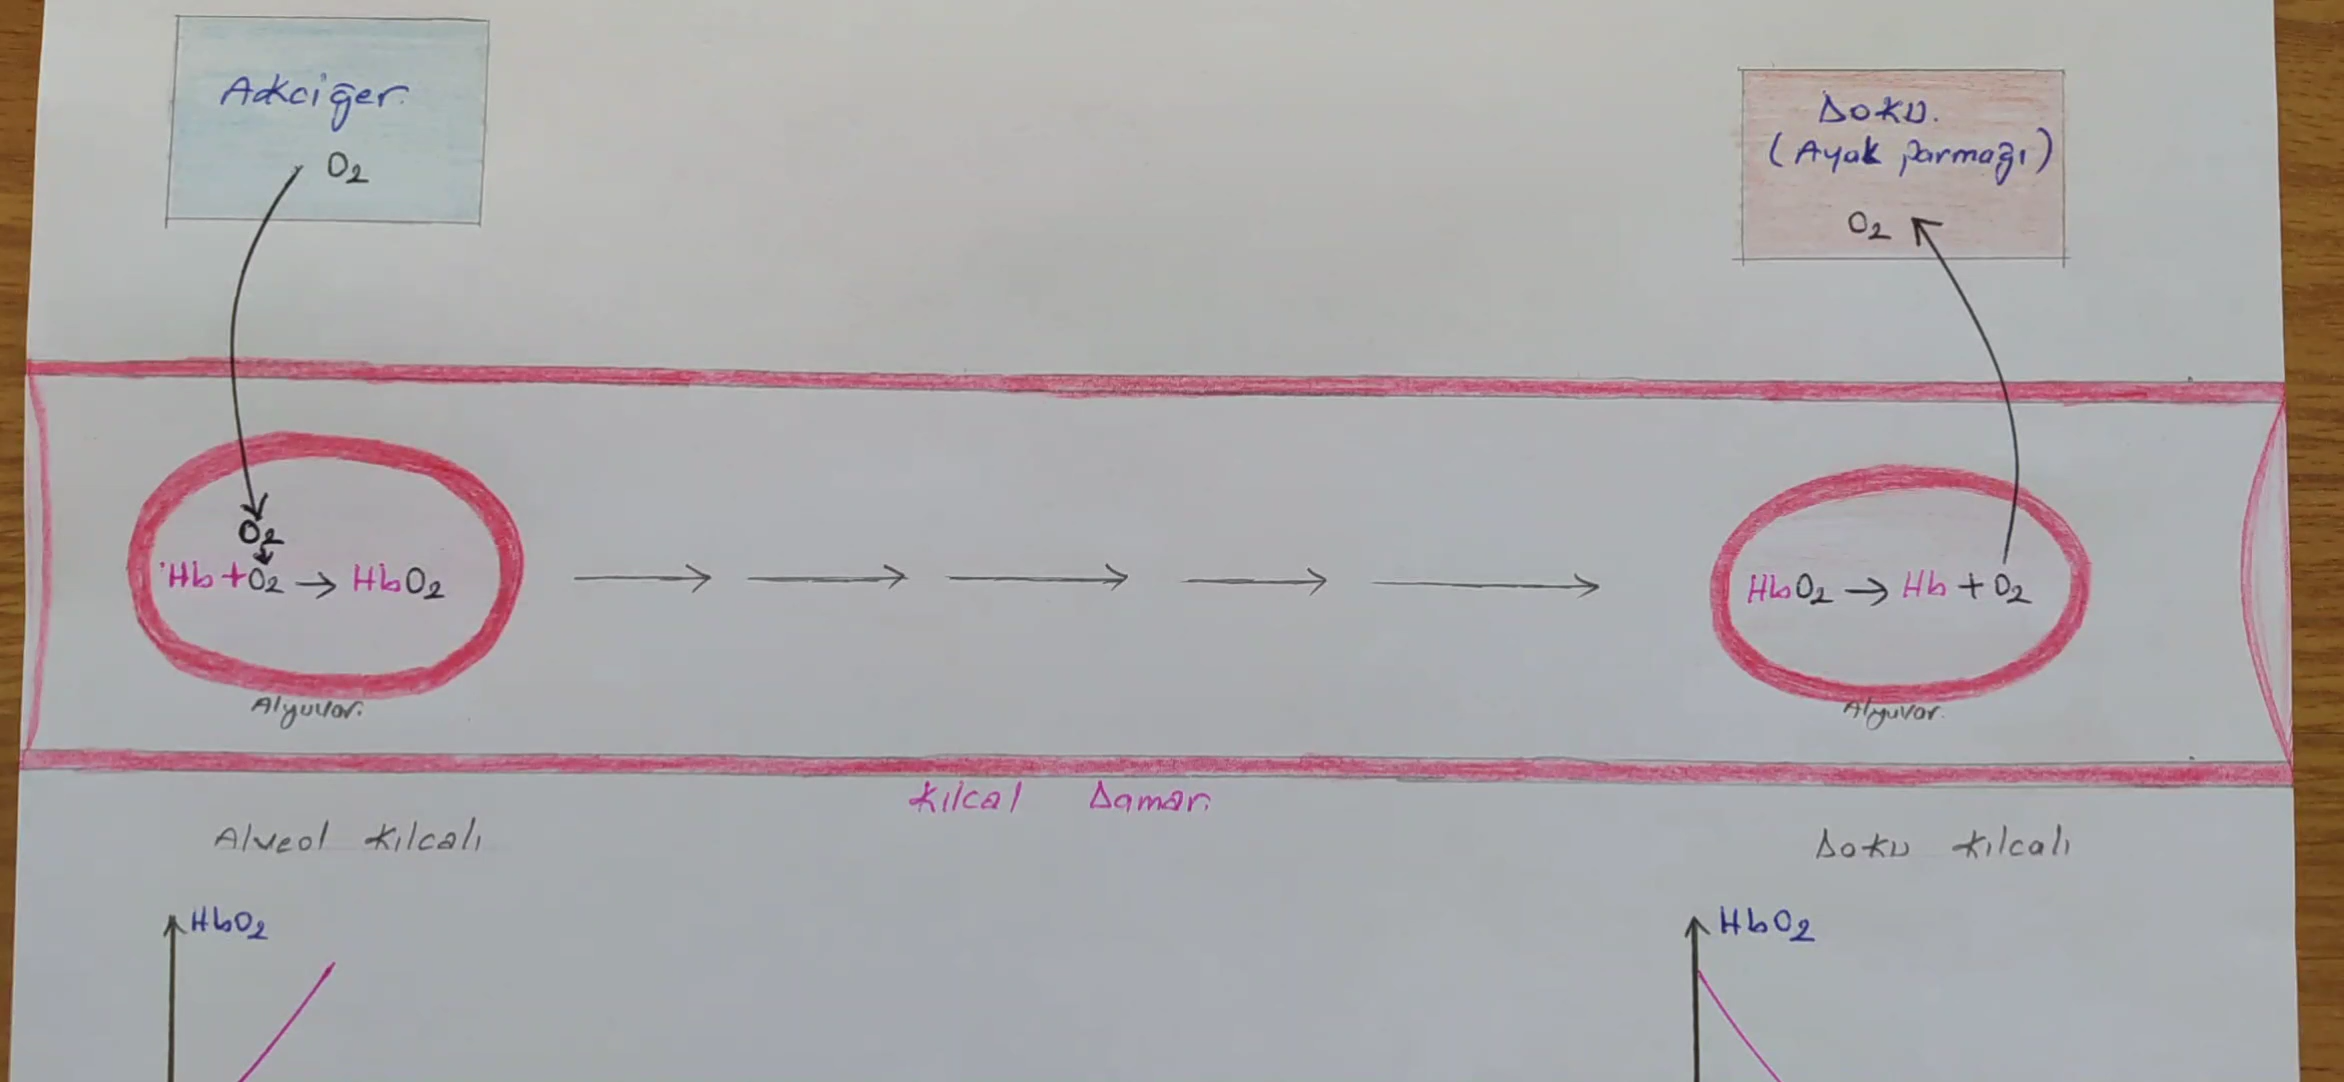 Akciğer
O2
Doku.
(Ayak parmağı)
O2
O2
Hb + O2 → HbO2
HbO2 → Hb + O2
Alyuvar.
Alyuvar.
Kılcal Damar.
Alveol Kılcalı
Doku Kılcalı
HbO2
HbO2